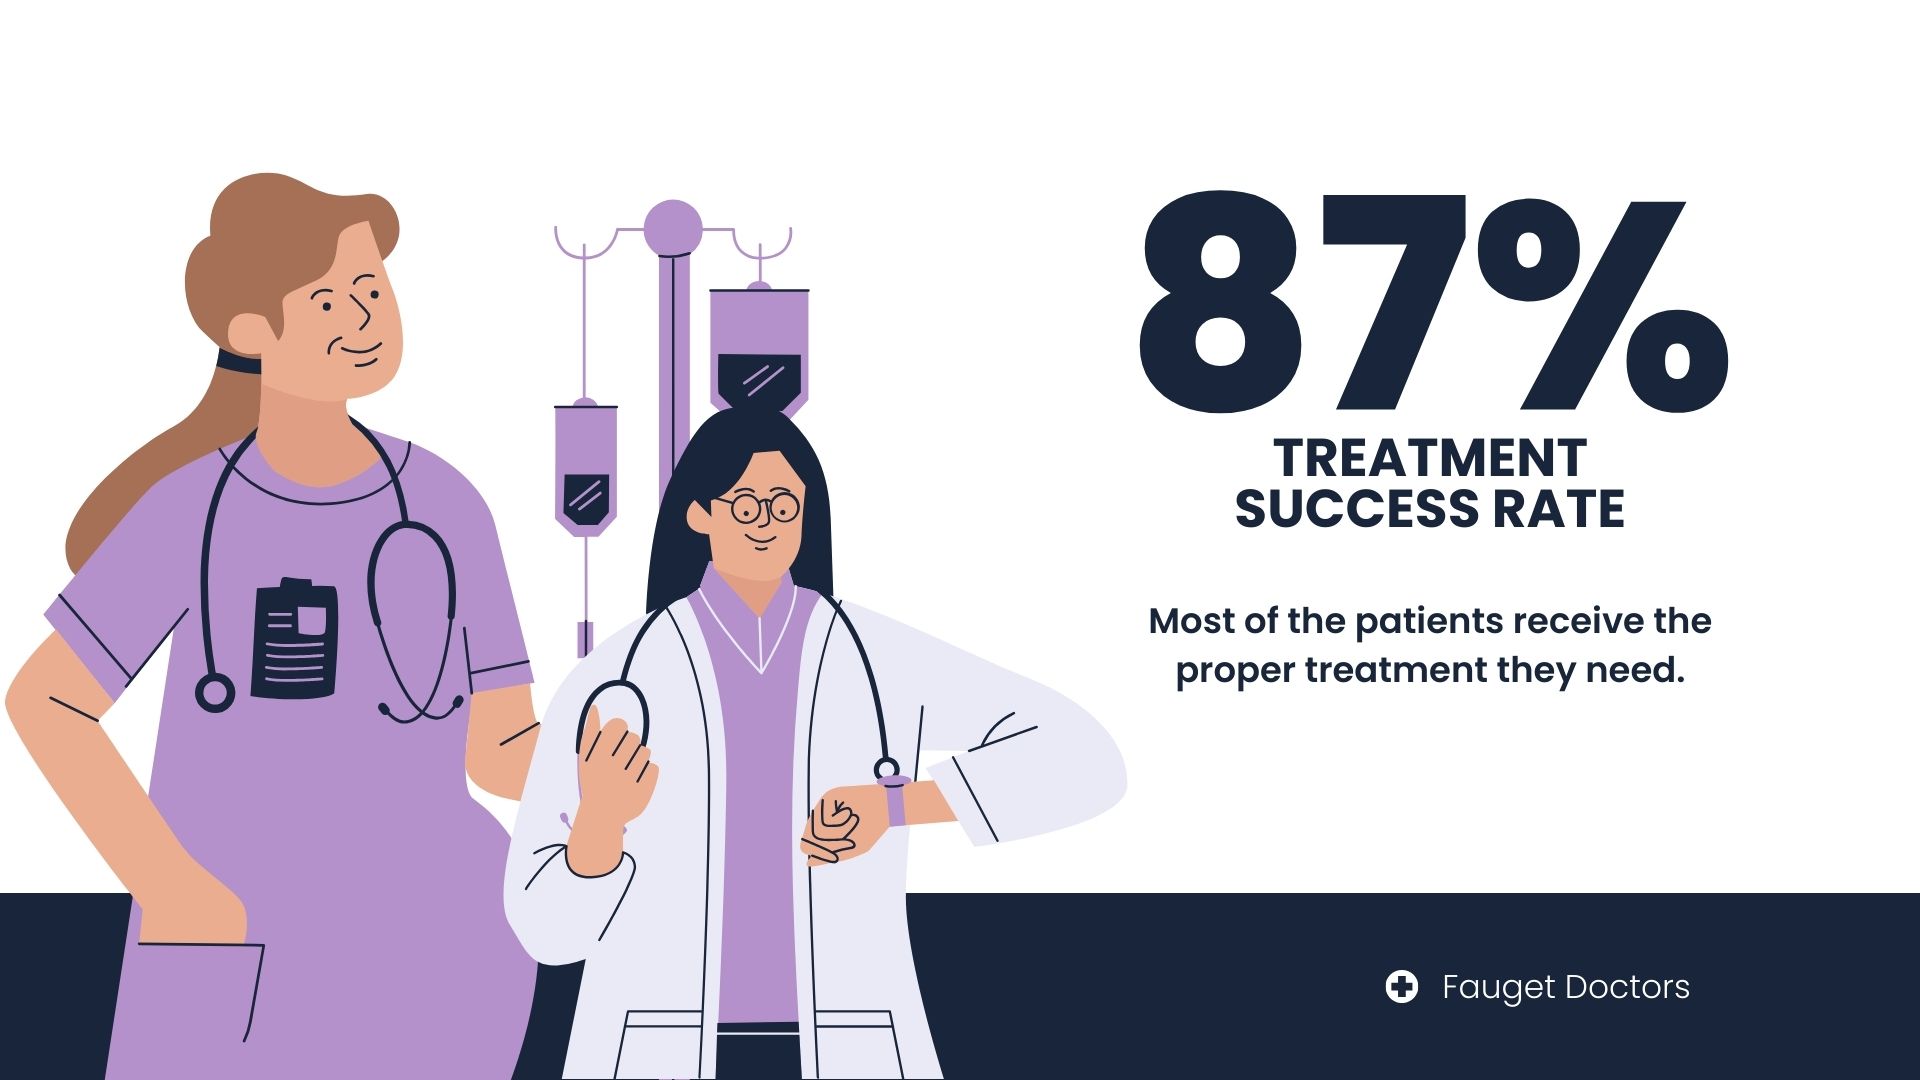 87%
TREATMENT
SUCCESS RATE
Most of the patients receive the
proper treatment they need.
Fauget Doctors